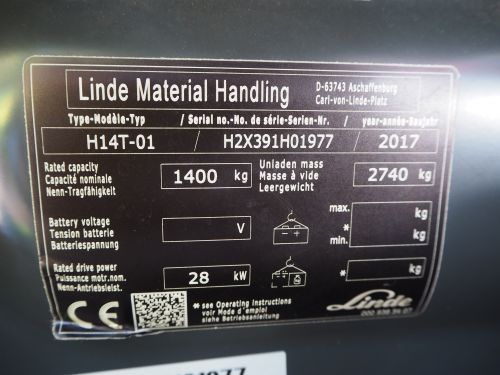 Linde Material Handling
D-63743 Aschaffenburg
Carl-von-Linde-Platz
Type-Modèle-Typ / Serial no.-No. de série-Serien-Nr. / year-année-Baujahr
H14T-01 / H2X391H01977 / 2017
Rated capacity
Capacité nominale
Nenn-Tragfähigkeit
1400 kg
Unladen mass
Masse à vide
Leergewicht
2740 kg
Battery voltage
Tension batterie
Batteriespannung
V
- +
max. kg
*
min. kg
Rated drive power
Puissance motr.nom.
Nenn-Antriebsleist.
28 kW
* kg
CE
* see Operating Instructions
voir Mode d'emploi
siehe Betriebsanleitung
Linde